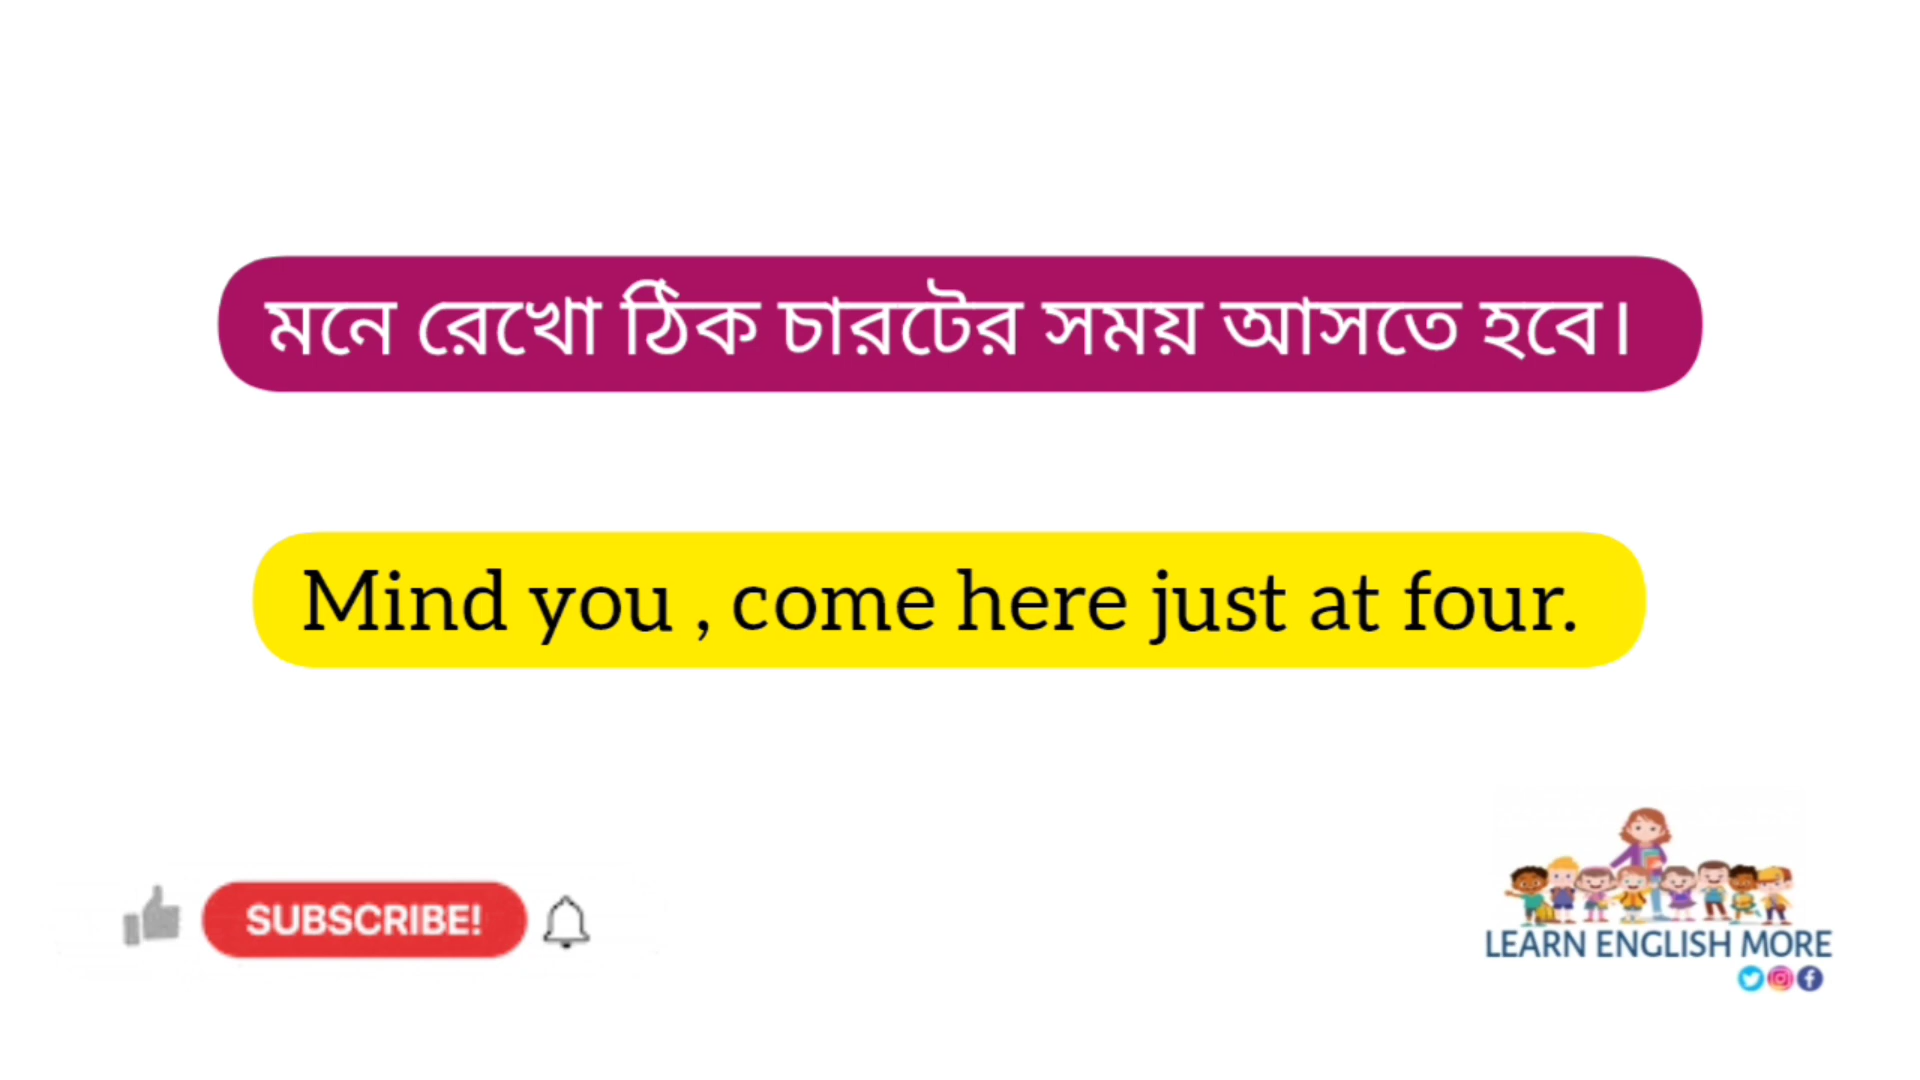 মনে রেখো ঠিক চারটের সময় আসতে হবে।
Mind you , come here just at four.
SUBSCRIBE!
LEARN ENGLISH MORE